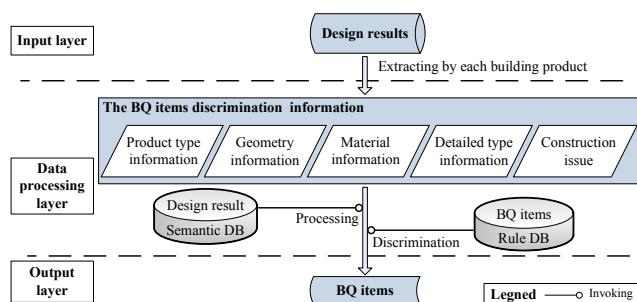 Input layer
Design results
Extracting by each building product
The BQ items discrimination information
Product type information
Geometry information
Material information
Detailed type information
Construction issue
Data processing layer
Design result
Semantic DB
Processing
BQ items
Rule DB
Discrimination
Output layer
BQ items
Legned
Invoking